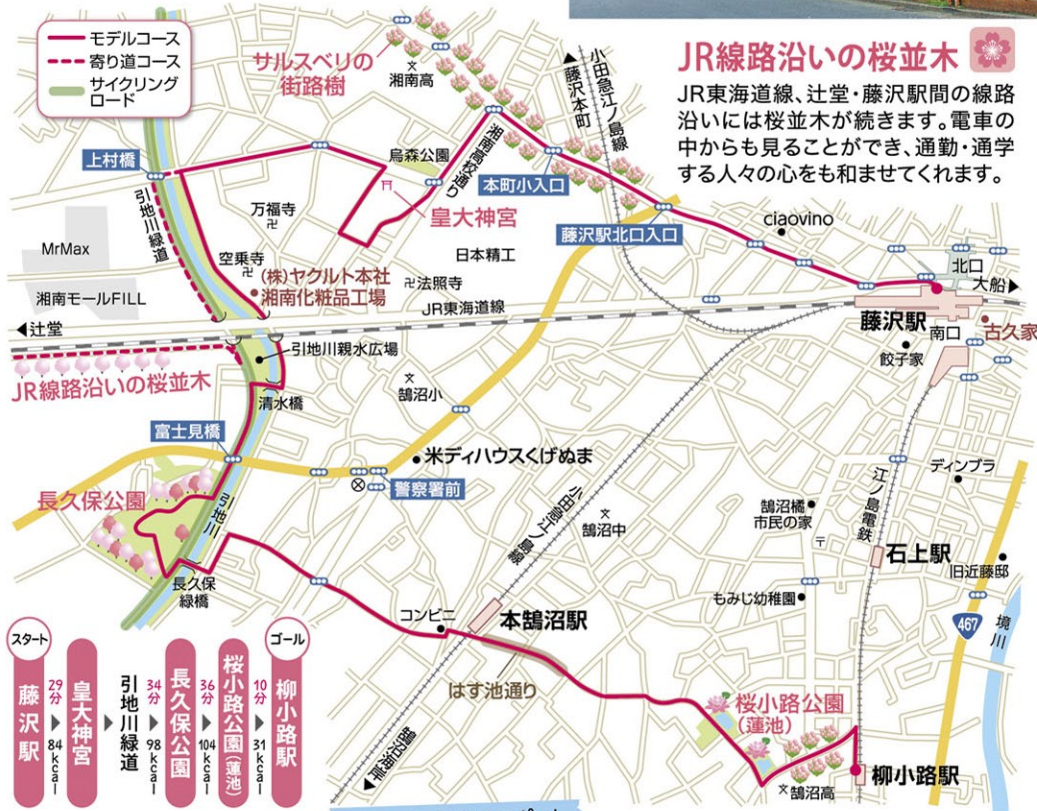 モデルコース
寄り道コース
サイクリング
ロード
サルスベリの
街路樹
湘南高
▲藤沢本町
小田急江ノ島線
JR線路沿いの桜並木
JR東海道線、辻堂・藤沢駅間の線路
沿いには桜並木が続きます。電車の
中からも見ることができ、通勤・通学
する人々の心をも和ませてくれます。
上村橋
烏森公園
湘南高校通り
本町小入口
皇大神宮
引地川緑道
万福寺
藤沢駅北口入口
ciaovino
MrMax
空乗寺
日本精工
(株)ヤクルト本社
湘南化粧品工場
法照寺
北口
大船▶
湘南モールFILL
JR東海道線
藤沢駅
◀辻堂
南口
古久家
引地川親水広場
餃子家
JR線路沿いの桜並木
清水橋
鵠沼小
富士見橋
米ディハウスくげぬま
警察署前
ディンプラ
長久保公園
引地川
小田急江ノ島線
鵠沼中
鵠沼橘
市民の家
江ノ島電鉄
石上駅
旧近藤邸
長久保
緑橋
もみじ幼稚園
コンビニ
本鵠沼駅
467
境川
はす池通り
桜小路公園
(蓮池)
鵠沼海岸▶
柳小路駅
鵠沼高
スタート
藤沢駅
29分
84kcal
皇大神宮
引地川緑道
34分
98kcal
長久保公園
36分
104kcal
桜小路公園(蓮池)
10分
31kcal
ゴール
柳小路駅